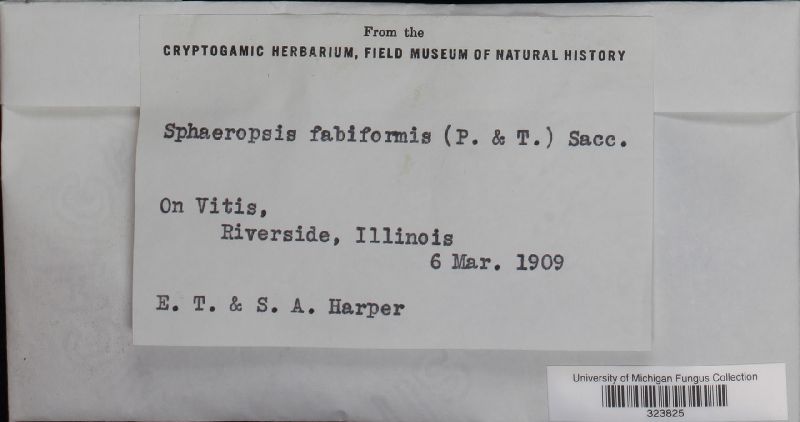 From the
CRYPTOGAMIC HERBARIUM, FIELD MUSEUM OF NATURAL HISTORY
Sphaeropsis fabiformis (P. & T.) Sacc.
On Vitis,
Riverside, Illinois
6 Mar. 1909
E. T. & S. A. Harper
University of Michigan Fungus Collection
323825